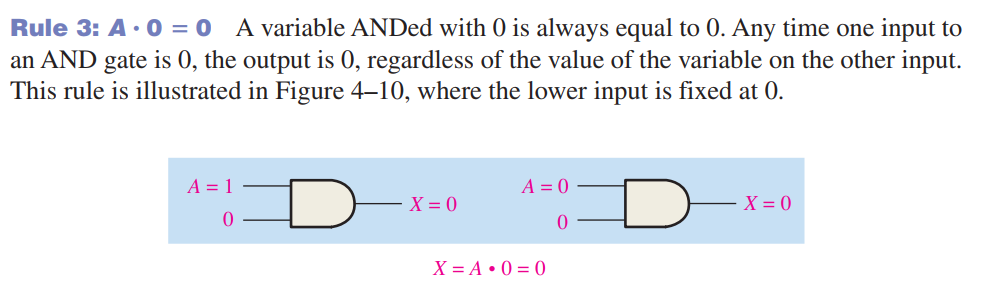 Rule 3: A · 0 = 0 A variable ANDed with 0 is always equal to 0. Any time one input to
an AND gate is 0, the output is 0, regardless of the value of the variable on the other input.
This rule is illustrated in Figure 4–10, where the lower input is fixed at 0.
A = 1
0
X = 0
A = 0
0
X = 0
X = A • 0 = 0